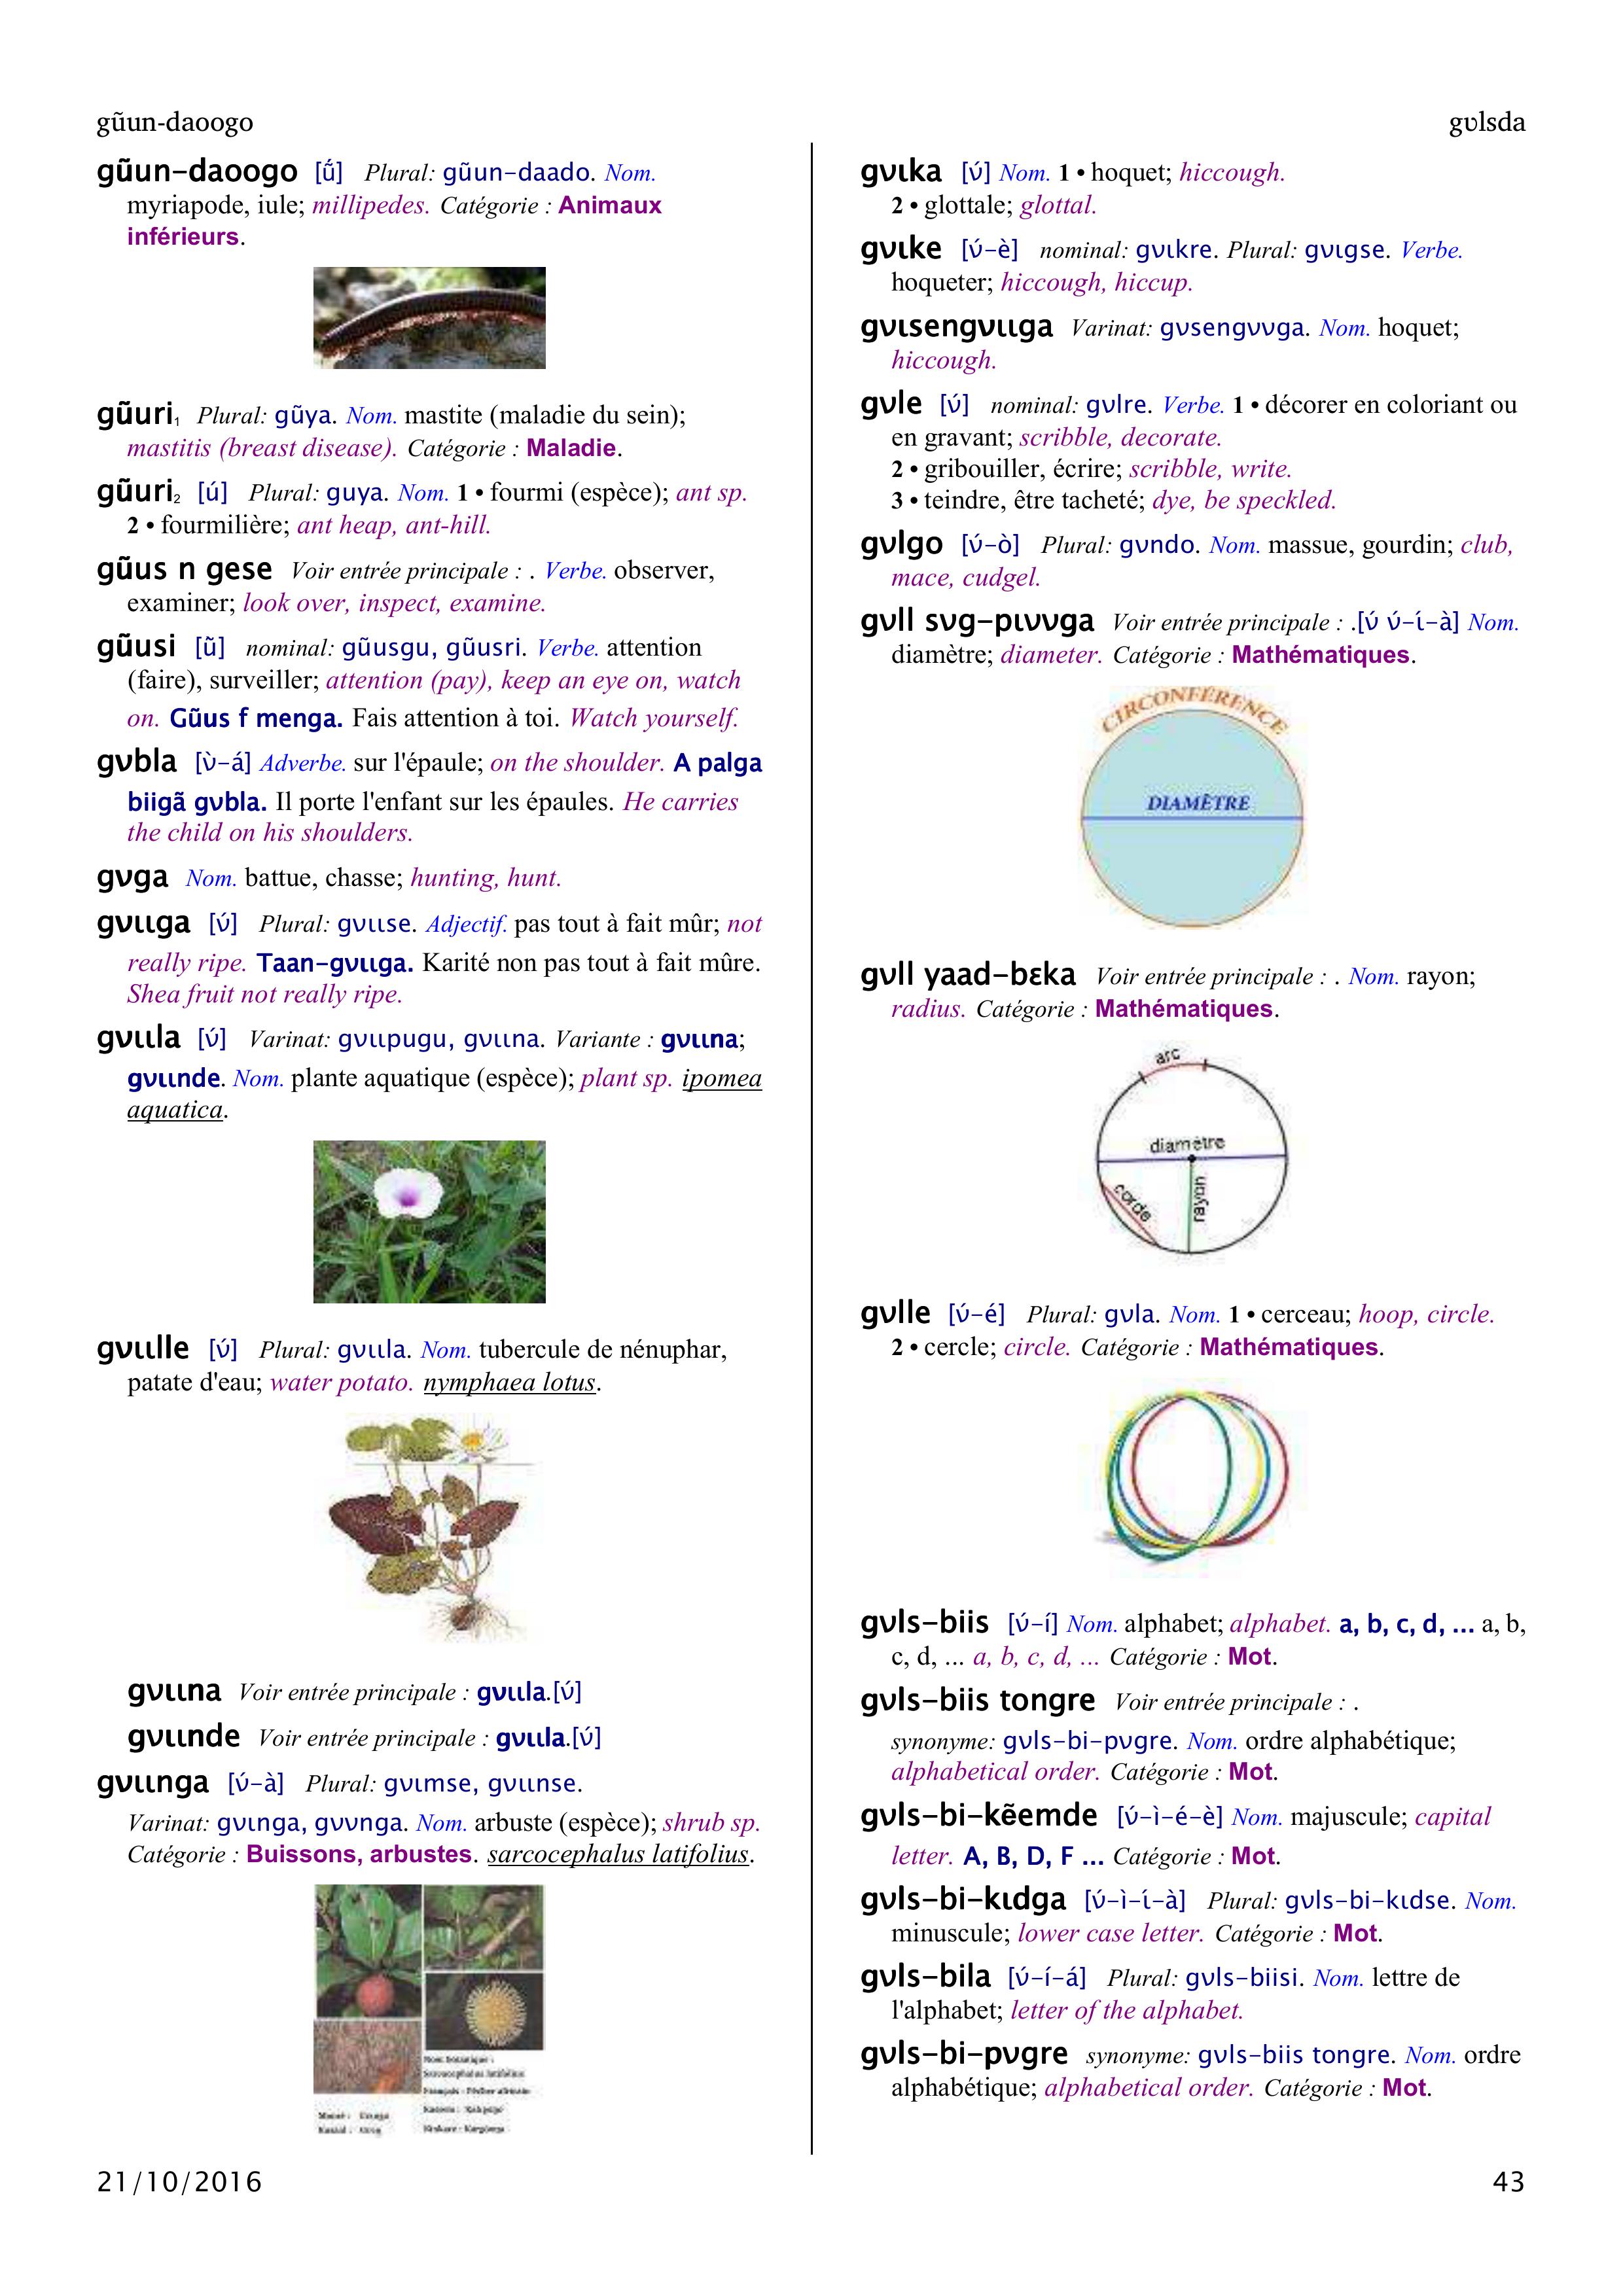 gũun-daoogo
gʋlsda
gũun-daoogo [ṹ] Plural: gũun-daado. Nom.
myriapode, iule; millipedes. Catégorie : Animaux
inférieurs.
gũuri₁ Plural: gũya. Nom. mastite (maladie du sein);
mastitis (breast disease). Catégorie : Maladie.
gũuri₂ [ú] Plural: guya. Nom. 1 • fourmi (espèce); ant sp.
2 • fourmilière; ant heap, ant-hill.
gũus n gese Voir entrée principale : . Verbe. observer,
examiner; look over, inspect, examine.
gũusi [ũ] nominal: gũusgu, gũusri. Verbe. attention
(faire), surveiller; attention (pay), keep an eye on, watch
on. Gũus f menga. Fais attention à toi. Watch yourself.
gʋbla [ʋ̀-á] Adverbe. sur l'épaule; on the shoulder. A palga
biigã gʋbla. Il porte l'enfant sur les épaules. He carries
the child on his shoulders.
gʋga Nom. battue, chasse; hunting, hunt.
gʋɩɩga [ʋ́] Plural: gʋɩɩse. Adjectif. pas tout à fait mûr; not
really ripe. Taan-gʋɩɩga. Karité non pas tout à fait mûre.
Shea fruit not really ripe.
gʋɩɩla [ʋ́] Varinat: gʋɩɩpugu, gʋɩɩna. Variante : gʋɩɩna;
gʋɩɩnde. Nom. plante aquatique (espèce); plant sp. ipomea
aquatica.
gʋɩɩlle [ʋ́] Plural: gʋɩɩla. Nom. tubercule de nénuphar,
patate d'eau; water potato. nymphaea lotus.
gʋɩɩna Voir entrée principale : gʋɩɩla.[ʋ́]
gʋɩɩnde Voir entrée principale : gʋɩɩla.[ʋ́]
gʋɩɩnga [ʋ́-à] Plural: gʋɩmse, gʋɩɩnse.
Varinat: gʋɩnga, gʋʋnga. Nom. arbuste (espèce); shrub sp.
Catégorie : Buissons, arbustes. sarcocephalus latifolius.
Nom botanique :
Sarcocephalus latifolius
Français : Pêcher africain
gʋɩka [ʋ́] Nom. 1 • hoquet; hiccough.
2 • glottale; glottal.
gʋɩke [ʋ́-è] nominal: gʋɩkre. Plural: gʋɩgse. Verbe.
hoqueter; hiccough, hiccup.
gʋɩsengʋɩɩga Varinat: gʋsengʋʋga. Nom. hoquet;
hiccough.
gʋle [ʋ́] nominal: gʋlre. Verbe. 1 • décorer en coloriant ou
en gravant; scribble, decorate.
2 • gribouiller, écrire; scribble, write.
3 • teindre, être tacheté; dye, be speckled.
gʋlgo [ʋ́-ò] Plural: gʋndo. Nom. massue, gourdin; club,
mace, cudgel.
gʋll sʋg-pɩʋʋga Voir entrée principale : .[ʋ́ ʋ́-ɩ́-à] Nom.
diamètre; diameter. Catégorie : Mathématiques.
CIRCONFÉRENCE
DIAMÈTRE
gʋll yaad-bɛka Voir entrée principale : . Nom. rayon;
radius. Catégorie : Mathématiques.
arc
diamètre
corde
rayon
gʋlle [ʋ́-é] Plural: gʋla. Nom. 1 • cerceau; hoop, circle.
2 • cercle; circle. Catégorie : Mathématiques.
gʋls-biis [ʋ́-í] Nom. alphabet; alphabet. a, b, c, d, ... a, b,
c, d, ... a, b, c, d, ... Catégorie : Mot.
gʋls-biis tongre Voir entrée principale : .
synonyme: gʋls-bi-pʋgre. Nom. ordre alphabétique;
alphabetical order. Catégorie : Mot.
gʋls-bi-kẽemde [ʋ́-ì-é-è] Nom. majuscule; capital
letter. A, B, D, F ... Catégorie : Mot.
gʋls-bi-kɩdga [ʋ́-ì-ɩ́-à] Plural: gʋls-bi-kɩdse. Nom.
minuscule; lower case letter. Catégorie : Mot.
gʋls-bila [ʋ́-í-á] Plural: gʋls-biisi. Nom. lettre de
l'alphabet; letter of the alphabet.
gʋls-bi-pʋgre synonyme: gʋls-biis tongre. Nom. ordre
alphabétique; alphabetical order. Catégorie : Mot.
21/10/2016
43